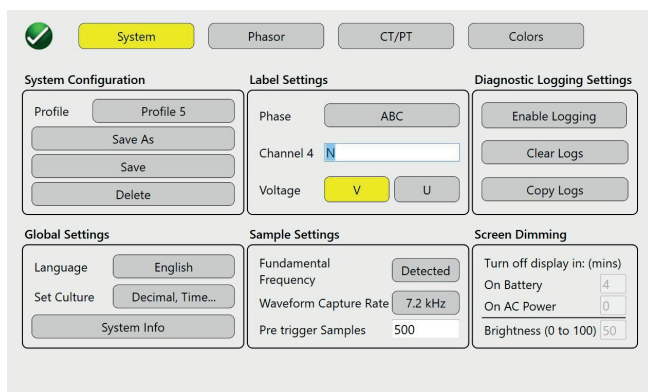 System Phasor CT/PT Colors
System Configuration
Profile Profile 5
Save As
Save
Delete
Label Settings
Phase ABC
Channel 4 N
Voltage V U
Diagnostic Logging Settings
Enable Logging
Clear Logs
Copy Logs
Global Settings
Language English
Set Culture Decimal, Time...
System Info
Sample Settings
Fundamental
Frequency Detected
Waveform Capture Rate 7.2 kHz
Pre trigger Samples 500
Screen Dimming
Turn off display in: (mins)
On Battery 4
On AC Power 0
Brightness (0 to 100) 50